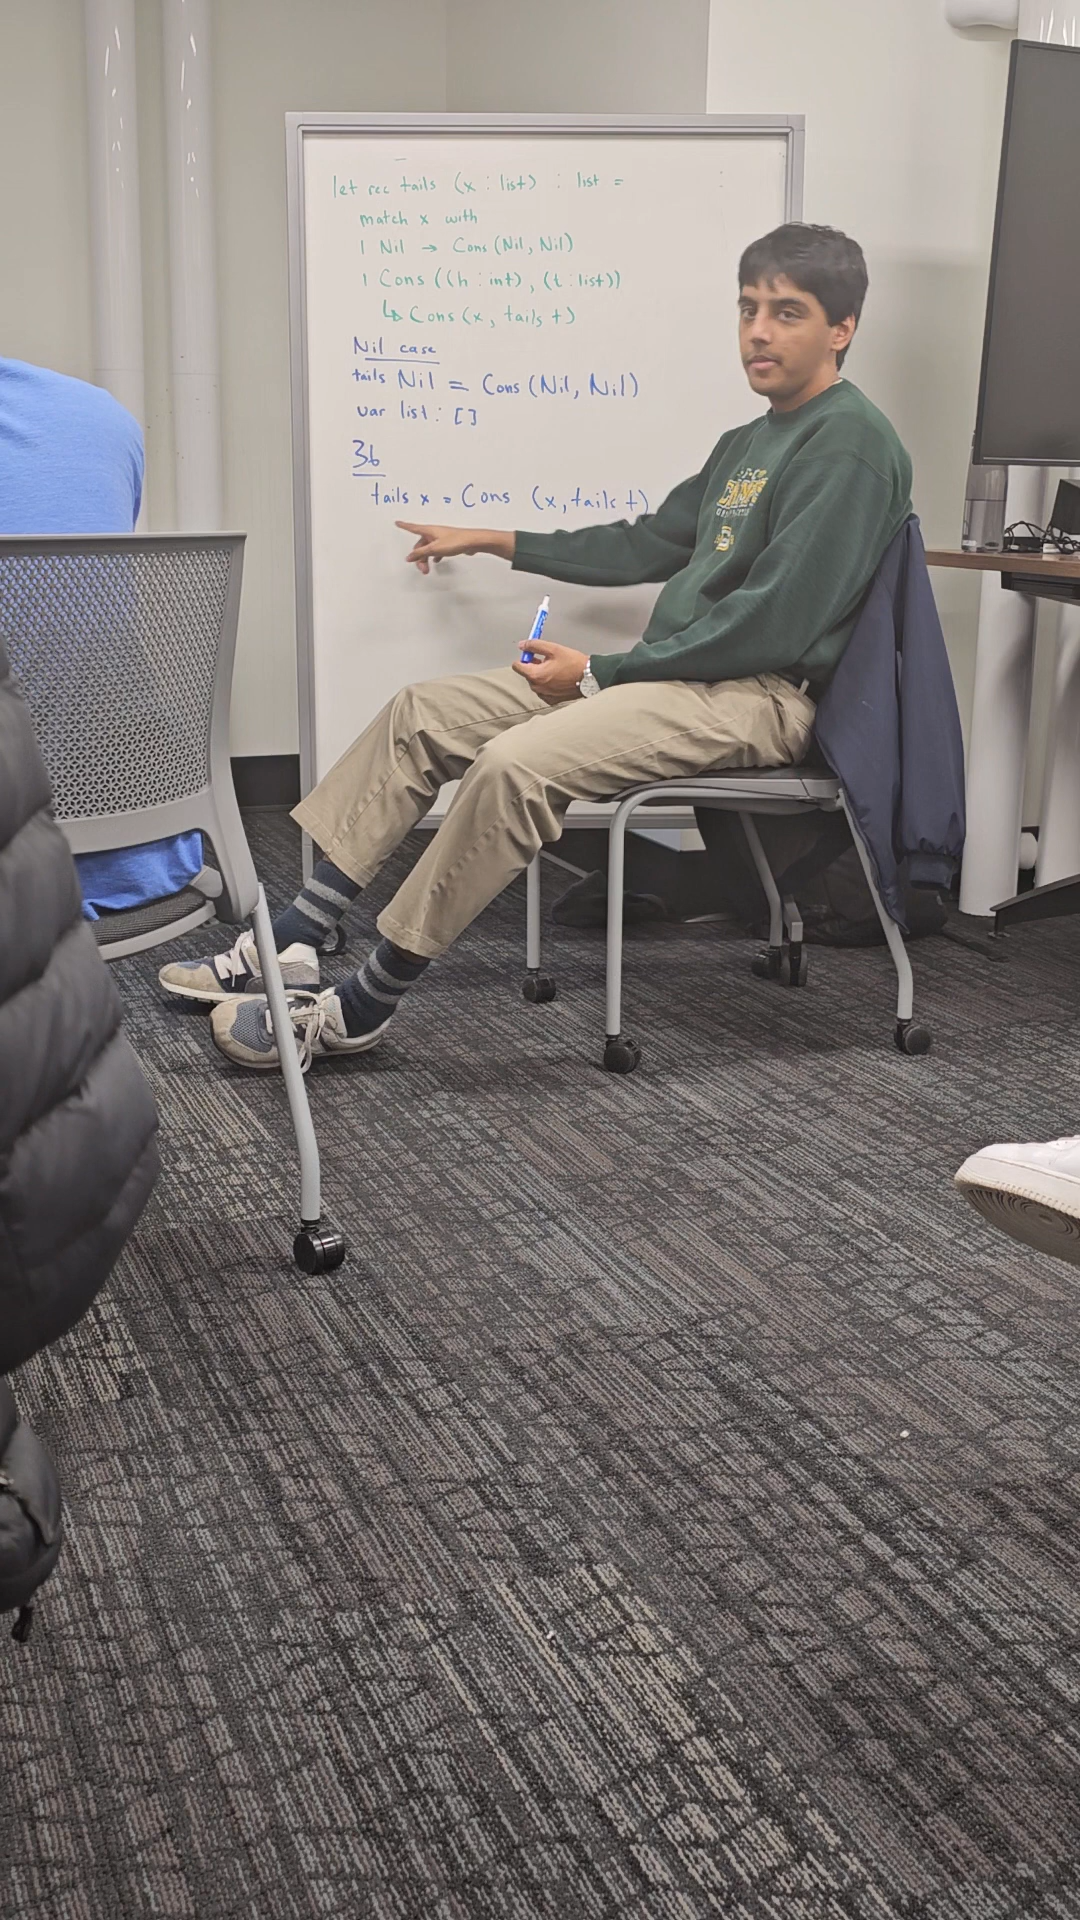 let rec tails (x : list) : list =
match x with
| Nil → Cons (Nil, Nil)
| Cons ((h : int), (t : list))
↳ Cons (x, tails t)
Nil case
tails Nil = Cons (Nil, Nil)
var list : []
3b
tails x = Cons (x, tails t)